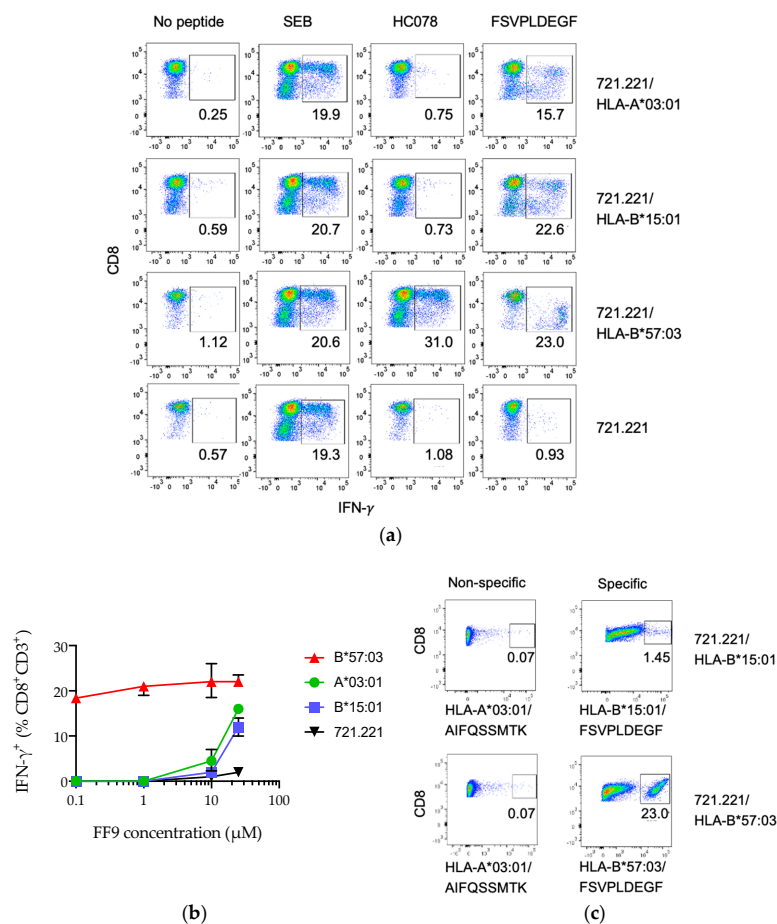 No peptide SEB HC078 FSVPLDEGF
0.25 19.9 0.75 15.7
721.221/
HLA-A*03:01
0.59 20.7 0.73 22.6
721.221/
HLA-B*15:01
CD8
1.12 20.6 31.0 23.0
721.221/
HLA-B*57:03
0.57 19.3 1.08 0.93
721.221
IFN-γ
(a)
IFN-γ⁺ (% CD8⁺ CD3⁺)
30
20
10
0
0.1 1 10 100
FF9 concentration (μM)
B*57:03
A*03:01
B*15:01
721.221
(b)
Non-specific Specific
CD8
0.07 1.45
721.221/
HLA-B*15:01
HLA-A*03:01/ HLA-B*15:01/
AIFQSSMTK FSVPLDEGF
CD8
0.07 23.0
721.221/
HLA-B*57:03
HLA-A*03:01/ HLA-B*57:03/
AIFQSSMTK FSVPLDEGF
(c)